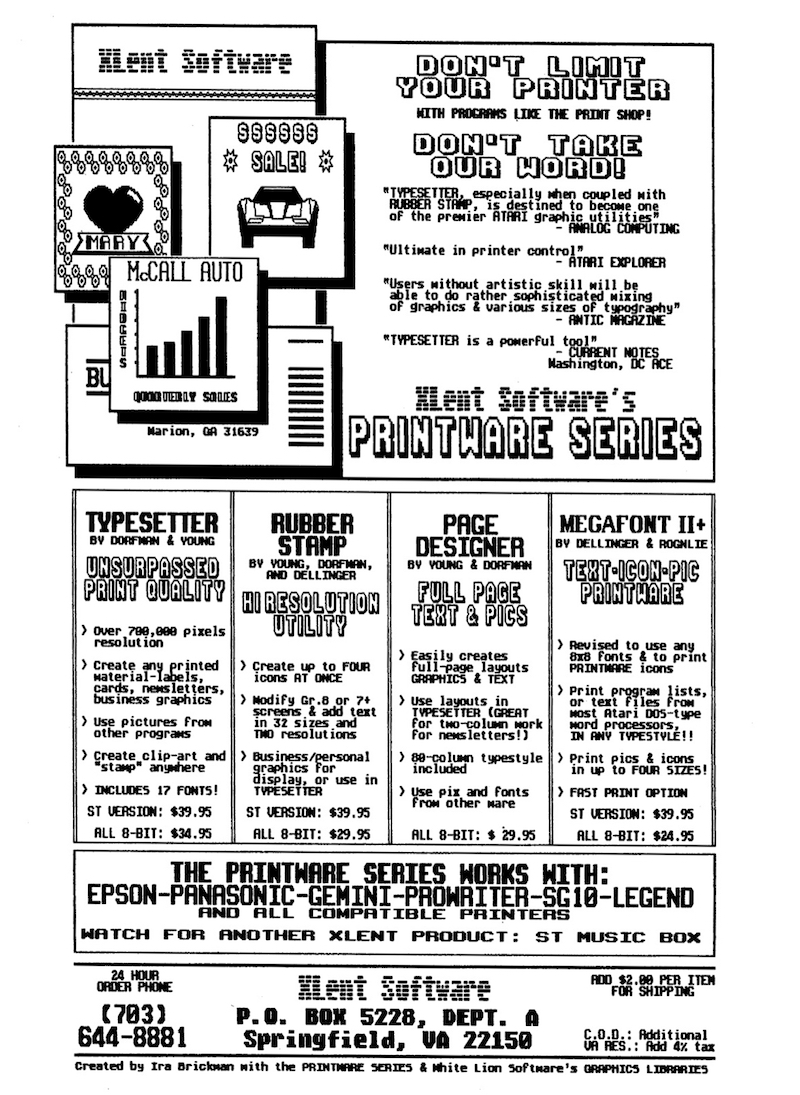 XLent Software
$$$$$$
SALE!
MARY
McCALL AUTO
WIDGETS
QUARTERLY SALES
BU
Marion, GA 31639
DON'T LIMIT
YOUR PRINTER
WITH PROGRAMS LIKE THE PRINT SHOP!
DON'T TAKE
OUR WORD!
"TYPESETTER, especially when coupled with
RUBBER STAMP, is destined to become one
of the premier ATARI graphic utilities"
- ANALOG COMPUTING
"Ultimate in printer control"
- ATARI EXPLORER
"Users without artistic skill will be
able to do rather sophisticated mixing
of graphics & various sizes of typography"
- ANTIC MAGAZINE
"TYPESETTER is a powerful tool"
- CURRENT NOTES
Washington, DC ACE
XLent Software's
PRINTWARE SERIES
TYPESETTER
BY DORFMAN & YOUNG
UNSURPASSED
PRINT QUALITY
> Over 700,000 pixels
resolution
> Create any printed
material-labels,
cards, newsletters,
business graphics
> Use pictures from
other programs
> Create clip-art and
"stamp" anywhere
> INCLUDES 17 FONTS!
ST VERSION: $39.95
ALL 8-BIT: $34.95
RUBBER
STAMP
BY YOUNG, DORFMAN,
AND DELLINGER
HI RESOLUTION
UTILITY
> Create up to FOUR
icons AT ONCE
> Modify Gr.8 or 7+
screens & add text
in 32 sizes and
TWO resolutions
> Business/personal
graphics for
display, or use in
TYPESETTER
ST VERSION: $39.95
ALL 8-BIT: $29.95
PAGE
DESIGNER
BY YOUNG & DORFMAN
FULL PAGE
TEXT & PICS
> Easily creates
full-page layouts
GRAPHICS & TEXT
> Use layouts in
TYPESETTER (GREAT
for two-column work
for newsletters!)
> 80-column typestyle
included
> Use pix and fonts
from other ware
ALL 8-BIT: $ 29.95
MEGAFONT II+
BY DELLINGER & ROGNLIE
TEXT-ICON-PIC
PRINTWARE
> Revised to use any
8x8 fonts & to print
PRINTWARE icons
> Print program lists,
or text files from
most Atari DOS-type
word processors,
IN ANY TYPESTYLE!!
> Print pics & icons
in up to FOUR SIZES!
> FAST PRINT OPTION
ST VERSION: $39.95
ALL 8-BIT: $24.95
THE PRINTWARE SERIES WORKS WITH:
EPSON-PANASONIC-GEMINI-PROWRITER-SG10-LEGEND
AND ALL COMPATIBLE PRINTERS
WATCH FOR ANOTHER XLENT PRODUCT: ST MUSIC BOX
24 HOUR
ORDER PHONE
(703)
644-8881
XLent Software
P.O. BOX 5228, DEPT. A
Springfield, VA 22150
ADD $2.00 PER ITEM
FOR SHIPPING
C.O.D.: Additional
VA RES.: Add 4% tax
Created by Ira Brickman with the PRINTWARE SERIES & White Lion Software's GRAPHICS LIBRARIES